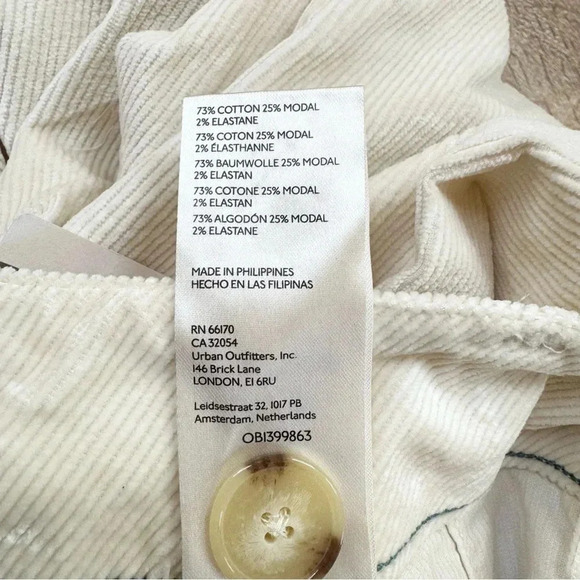 73% COTTON 25% MODAL
2% ELASTANE
73% COTON 25% MODAL
2% ÉLASTHANNE
73% BAUMWOLLE 25% MODAL
2% ELASTAN
73% COTONE 25% MODAL
2% ELASTAN
73% ALGODÓN 25% MODAL
2% ELASTANE
MADE IN PHILIPPINES
HECHO EN LAS FILIPINAS
RN 66170
CA 32054
Urban Outfitters, Inc.
146 Brick Lane
LONDON, E1 6RU
Leidsestraat 32, 1017 PB
Amsterdam, Netherlands
OB1399863